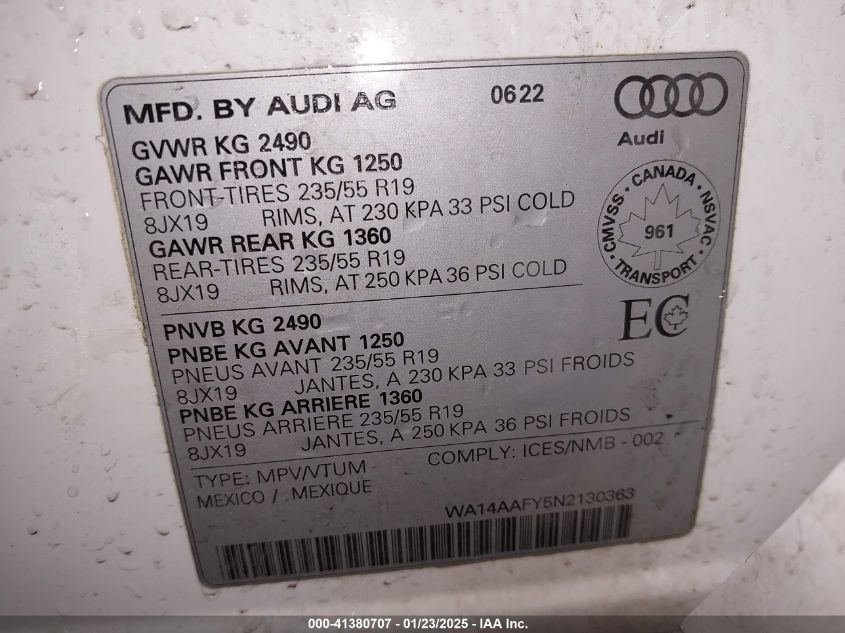 MFD. BY AUDI AG 0622
Audi
GVWR KG 2490
GAWR FRONT KG 1250
FRONT-TIRES 235/55 R19
8JX19 RIMS, AT 230 KPA 33 PSI COLD
GAWR REAR KG 1360
REAR-TIRES 235/55 R19
8JX19 RIMS, AT 250 KPA 36 PSI COLD
CMVSS · CANADA · NSVAC · TRANSPORT ·
961
EC
PNVB KG 2490
PNBE KG AVANT 1250
PNEUS AVANT 235/55 R19
8JX19 JANTES, A 230 KPA 33 PSI FROIDS
PNBE KG ARRIERE 1360
PNEUS ARRIERE 235/55 R19
8JX19 JANTES, A 250 KPA 36 PSI FROIDS
TYPE: MPV/VTUM COMPLY: ICES/NMB - 002
MEXICO / MEXIQUE
WA14AAFY5N2130363
000-41380707 - 01/23/2025 - IAA Inc.